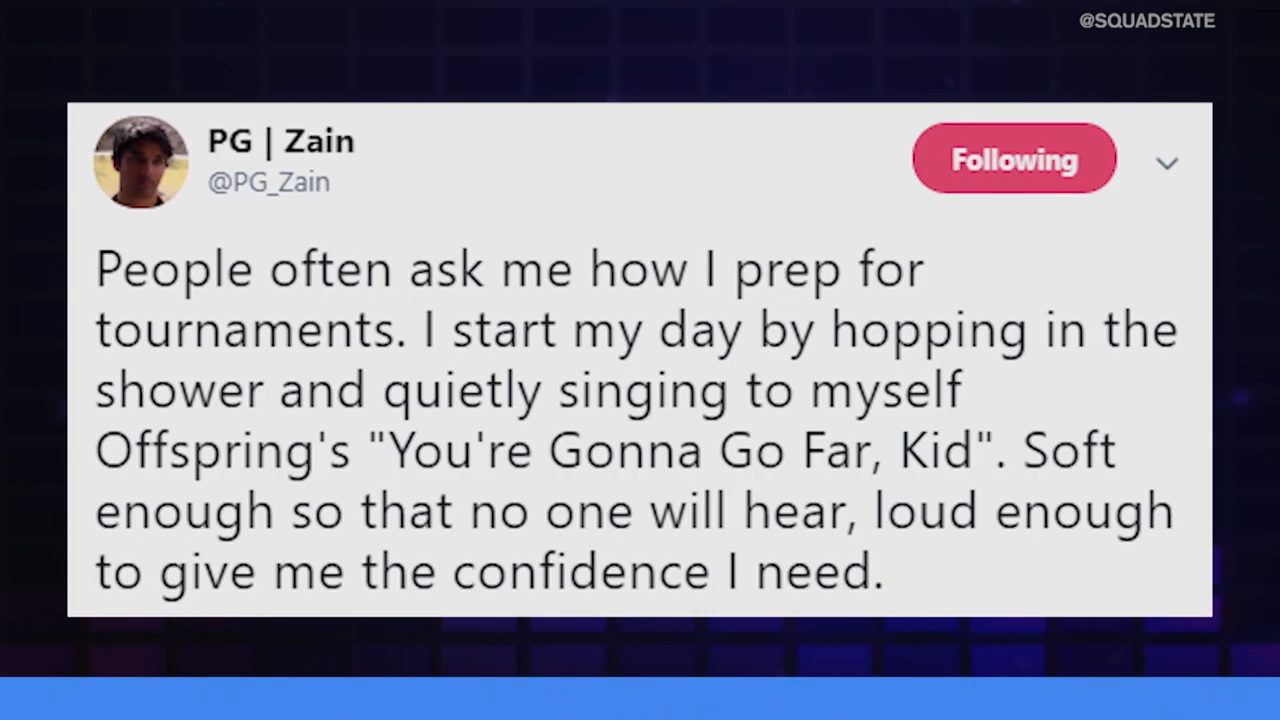 @SQUADSTATE
PG | Zain
@PG_Zain
Following
People often ask me how I prep for
tournaments. I start my day by hopping in the
shower and quietly singing to myself
Offspring's "You're Gonna Go Far, Kid". Soft
enough so that no one will hear, loud enough
to give me the confidence I need.